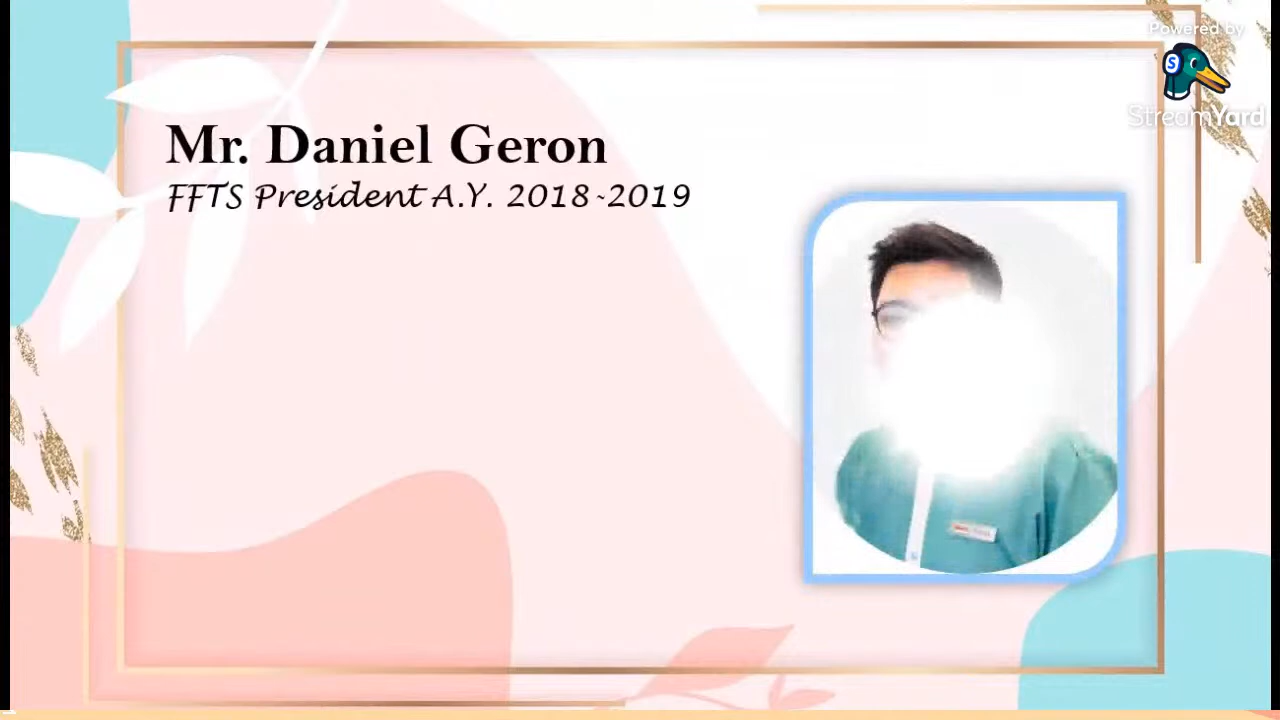 Mr. Daniel Geron
FFTS President A.Y. 2018-2019
Powered by
StreamYard